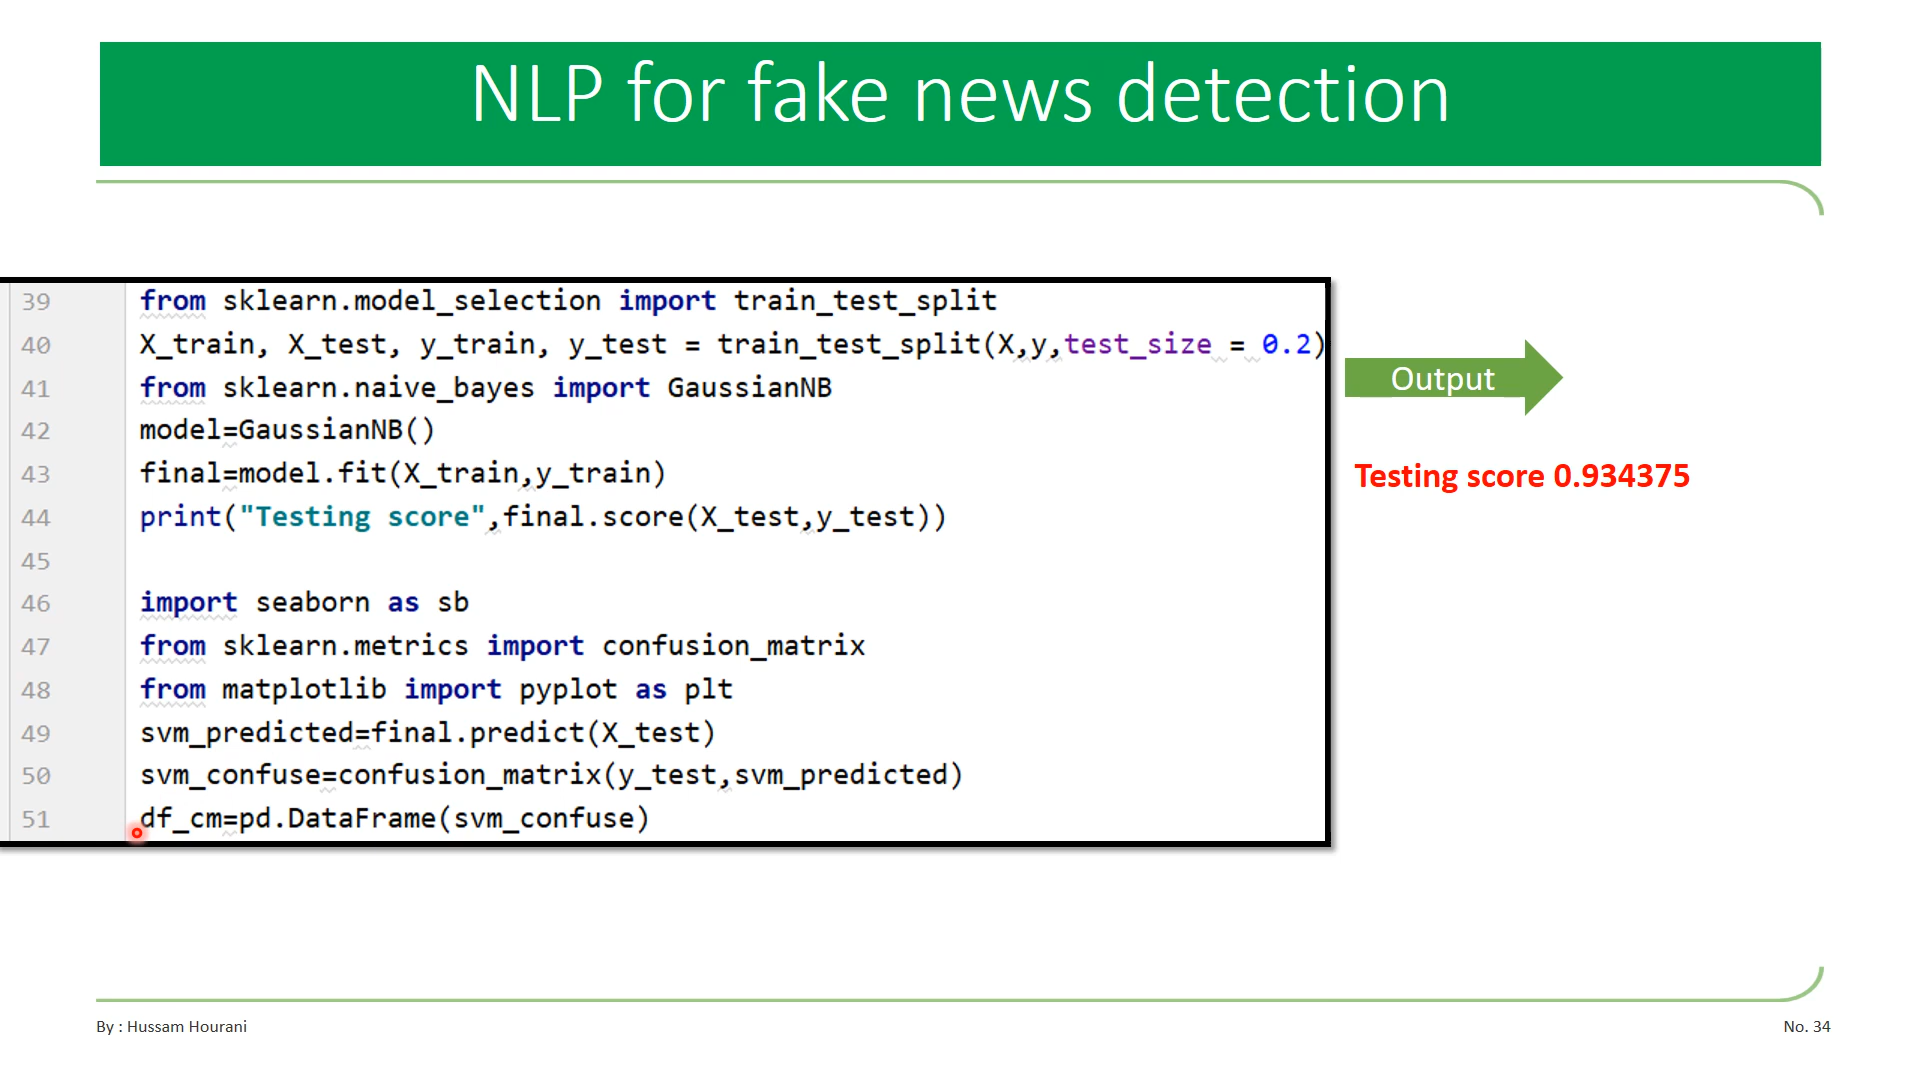 NLP for fake news detection
39 from sklearn.model_selection import train_test_split
40 X_train, X_test, y_train, y_test = train_test_split(X,y,test_size = 0.2)
41 from sklearn.naive_bayes import GaussianNB
42 model=GaussianNB()
43 final=model.fit(X_train,y_train)
44 print("Testing score",final.score(X_test,y_test))
45
46 import seaborn as sb
47 from sklearn.metrics import confusion_matrix
48 from matplotlib import pyplot as plt
49 svm_predicted=final.predict(X_test)
50 svm_confuse=confusion_matrix(y_test,svm_predicted)
51 df_cm=pd.DataFrame(svm_confuse)
Output
Testing score 0.934375
By : Hussam Hourani
No. 34